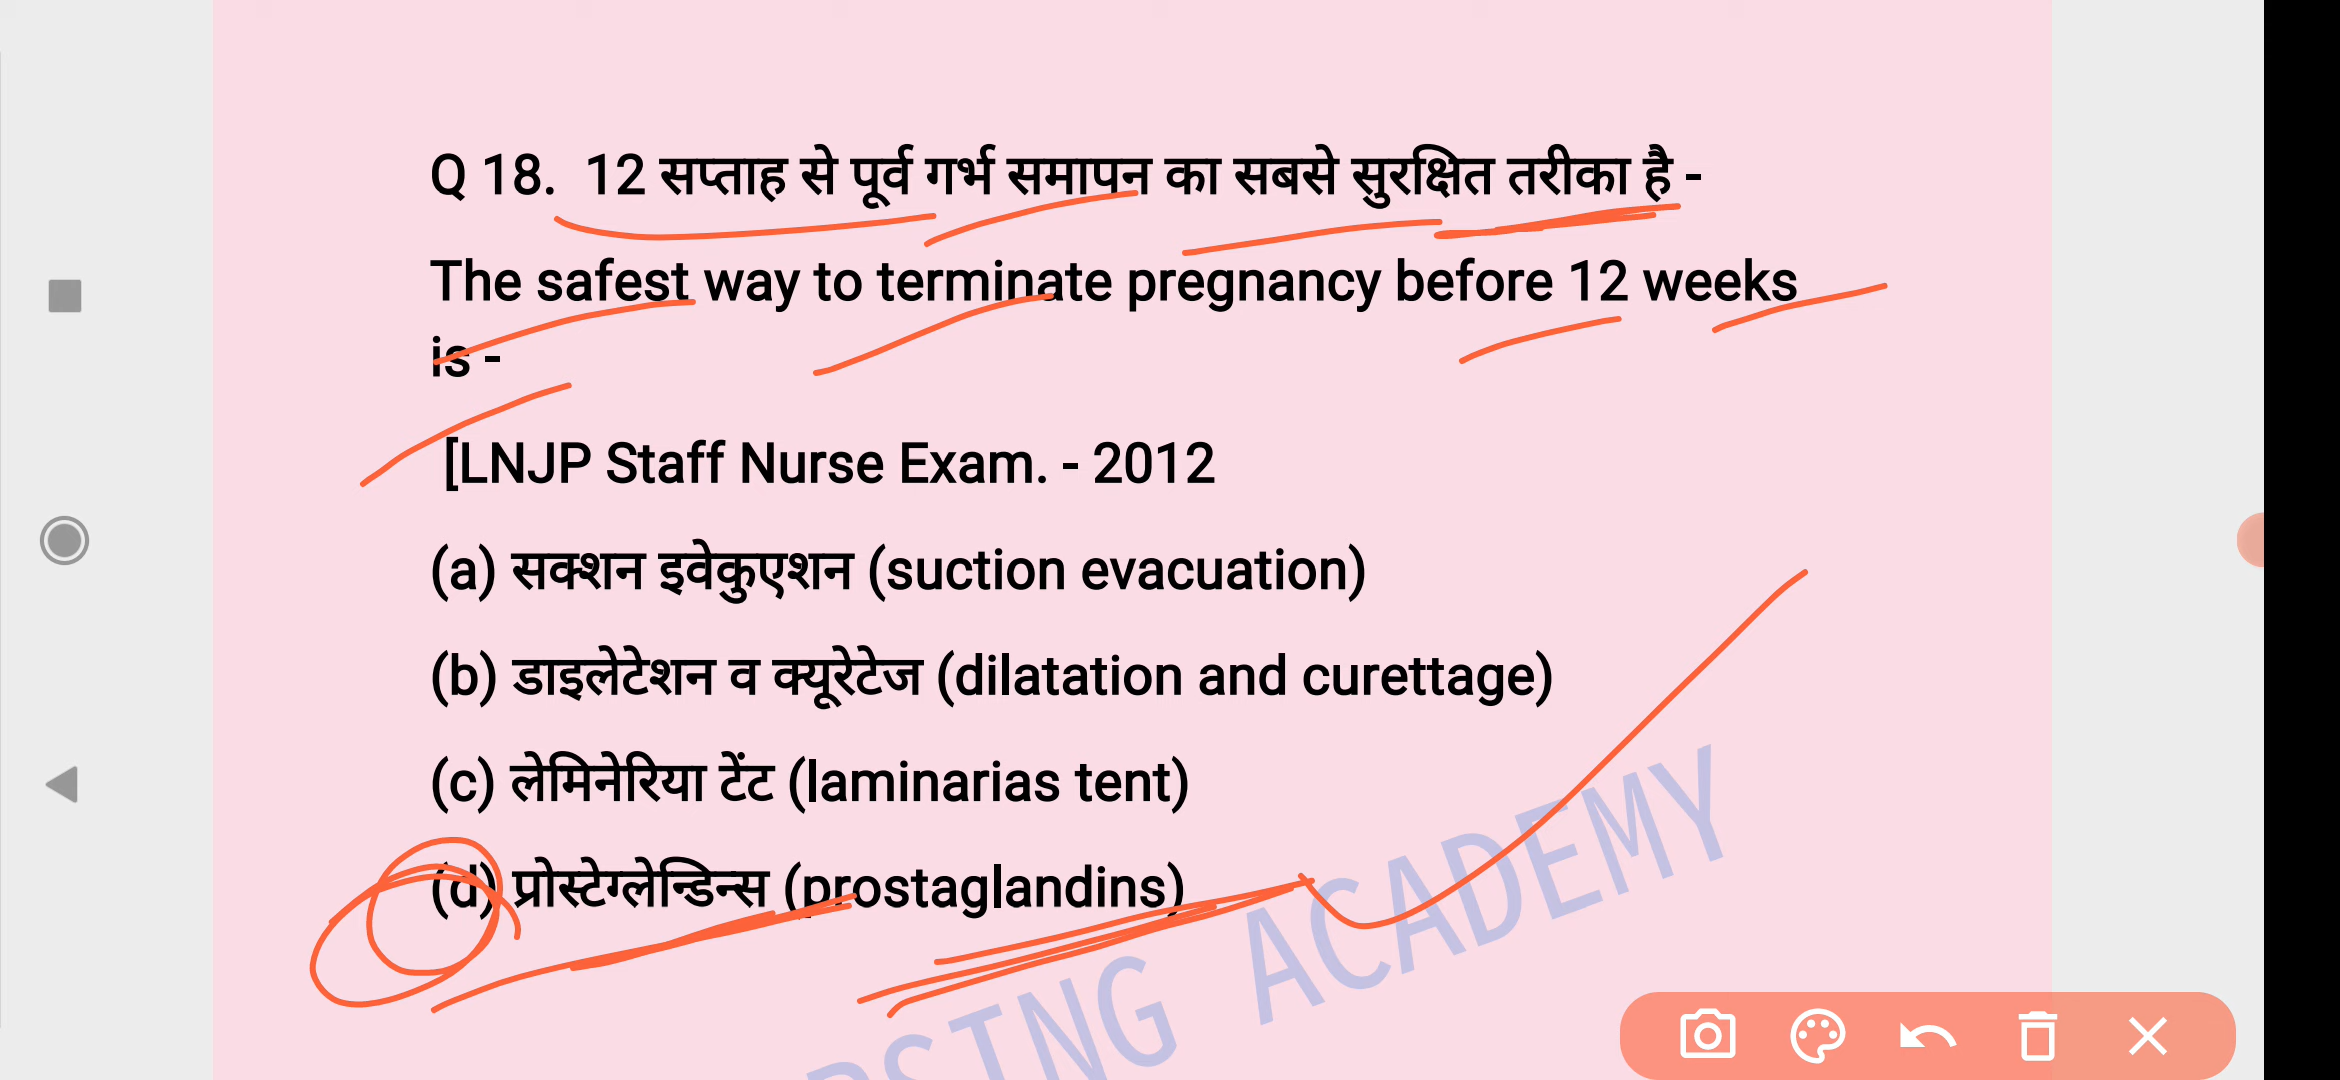 Q 18. 12 सप्ताह से पूर्व गर्भ समापन का सबसे सुरक्षित तरीका है -
The safest way to terminate pregnancy before 12 weeks
is -
[LNJP Staff Nurse Exam. - 2012
(a) सक्शन इवेकुएशन (suction evacuation)
(b) डाइलेटेशन व क्यूरेटेज (dilatation and curettage)
(c) लेमिनेरिया टेंट (laminarias tent)
(d) प्रोस्टेग्लेन्डिन्स (prostaglandins)
RSING ACADEMY